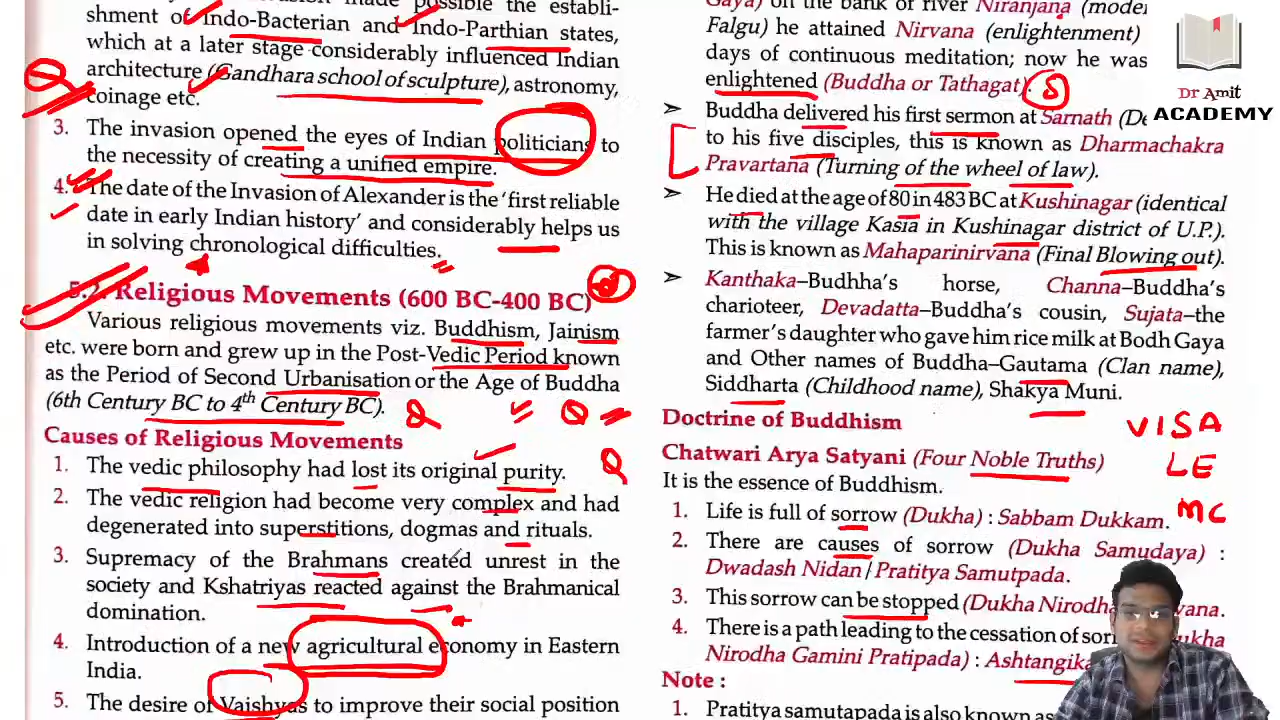 shment of Indo-Bacterian and Indo-Parthian states,
which at a later stage considerably influenced Indian
architecture (Gandhara school of sculpture), astronomy,
coinage etc.
3. The invasion opened the eyes of Indian politicians to
the necessity of creating a unified empire.
4. The date of the Invasion of Alexander is the 'first reliable
date in early Indian history' and considerably helps us
in solving chronological difficulties.
5.2. Religious Movements (600 BC-400 BC)
Various religious movements viz. Buddhism, Jainism
etc. were born and grew up in the Post-Vedic Period known
as the Period of Second Urbanisation or the Age of Buddha
(6th Century BC to 4th Century BC).
Causes of Religious Movements
1. The vedic philosophy had lost its original purity.
2. The vedic religion had become very complex and had
degenerated into superstitions, dogmas and rituals.
3. Supremacy of the Brahmans created unrest in the
society and Kshatriyas reacted against the Brahmanical
domination.
4. Introduction of a new agricultural economy in Eastern
India.
5. The desire of Vaishyas to improve their social position
Gaya) on the bank of river Niranjana
Falgu) he attained Nirvana (enlightenment)
days of continuous meditation; now he was
enlightened (Buddha or Tathagat).
➢ Buddha delivered his first sermon at Sarnath
to his five disciples, this is known as Dharmachakra
Pravartana (Turning of the wheel of law).
➢ He died at the age of 80 in 483 BC at Kushinagar (identical
with the village Kasia in Kushinagar district of U.P.).
This is known as Mahaparinirvana (Final Blowing out).
➢ Kanthaka–Budhha's horse, Channa–Buddha's
charioteer, Devadatta–Buddha's cousin, Sujata–the
farmer's daughter who gave him rice milk at Bodh Gaya
and Other names of Buddha–Gautama (Clan name),
Siddharta (Childhood name), Shakya Muni.
Doctrine of Buddhism
Chatwari Arya Satyani (Four Noble Truths)
It is the essence of Buddhism.
1. Life is full of sorrow (Dukha) : Sabbam Dukkam.
2. There are causes of sorrow (Dukha Samudaya) :
Dwadash Nidan/Pratitya Samutpada.
3. This sorrow can be stopped (Dukha
4. There is a path leading to the cessation of
Nirodha Gamini Pratipada) :
Note :
1. Pratitya samutapada is also known as
VISA
LE
MC
Dr Amit
ACADEMY